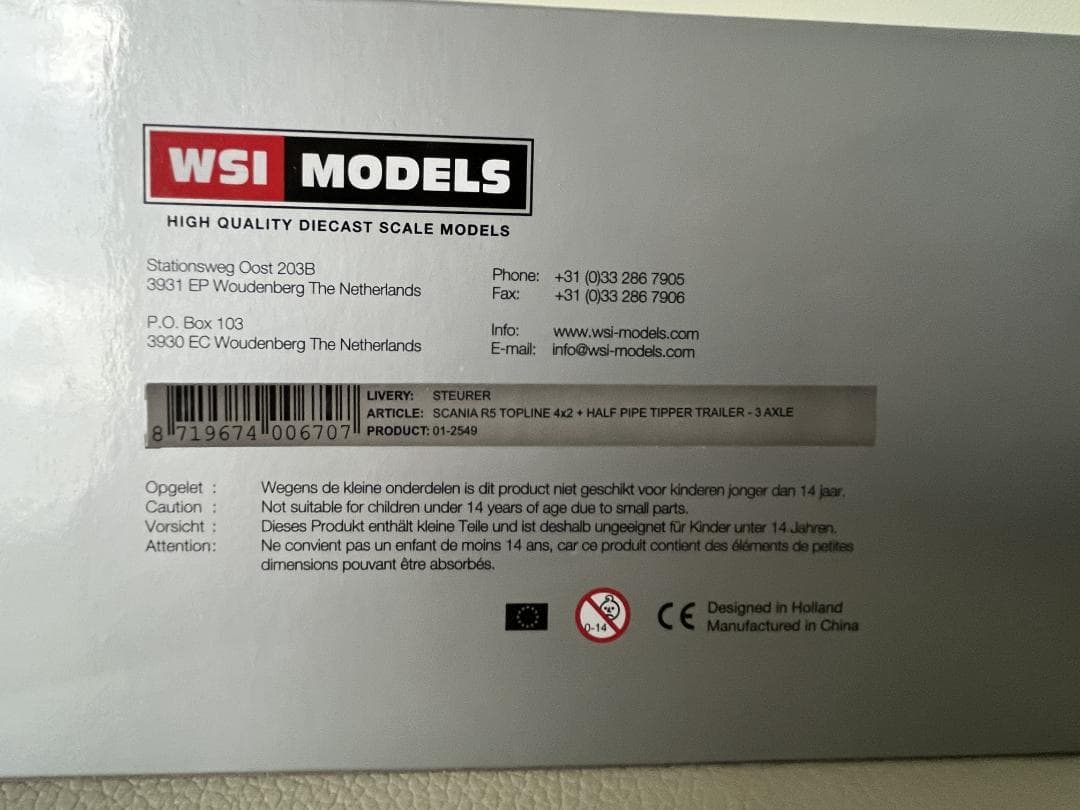 WSI MODELS
HIGH QUALITY DIECAST SCALE MODELS
Stationsweg Oost 203B
3931 EP Woudenberg The Netherlands
P.O. Box 103
3930 EC Woudenberg The Netherlands
Phone: +31 (0)33 286 7905
Fax: +31 (0)33 286 7906
Info: www.wsi-models.com
E-mail: info@wsi-models.com
LIVERY: STEURER
ARTICLE: SCANIA R5 TOPLINE 4x2 + HALF PIPE TIPPER TRAILER - 3 AXLE
PRODUCT: 01-2549
8 719674 006707
Opgelet : Wegens de kleine onderdelen is dit product niet geschikt voor kinderen jonger dan 14 jaar.
Caution : Not suitable for children under 14 years of age due to small parts.
Vorsicht : Dieses Produkt enthält kleine Teile und ist deshalb ungeeignet für Kinder unter 14 Jahren.
Attention: Ne convient pas un enfant de moins 14 ans, car ce produit contient des éléments de petites
dimensions pouvant être absorbés.
0-14
CE
Designed in Holland
Manufactured in China